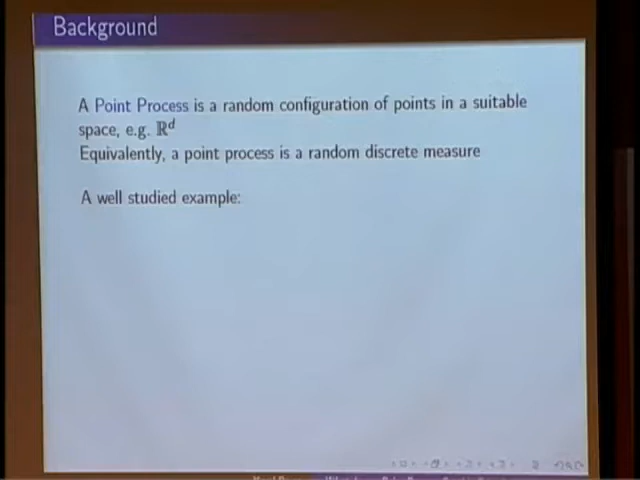 Background
A Point Process is a random configuration of points in a suitable
space, e.g. ℝᵈ
Equivalently, a point process is a random discrete measure
A well studied example: